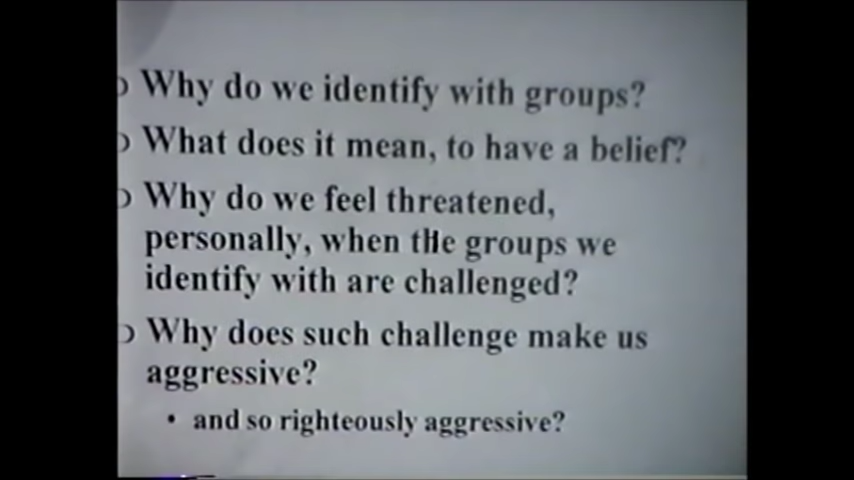 Why do we identify with groups?
What does it mean, to have a belief?
Why do we feel threatened,
personally, when the groups we
identify with are challenged?
Why does such challenge make us
aggressive?
• and so righteously aggressive?